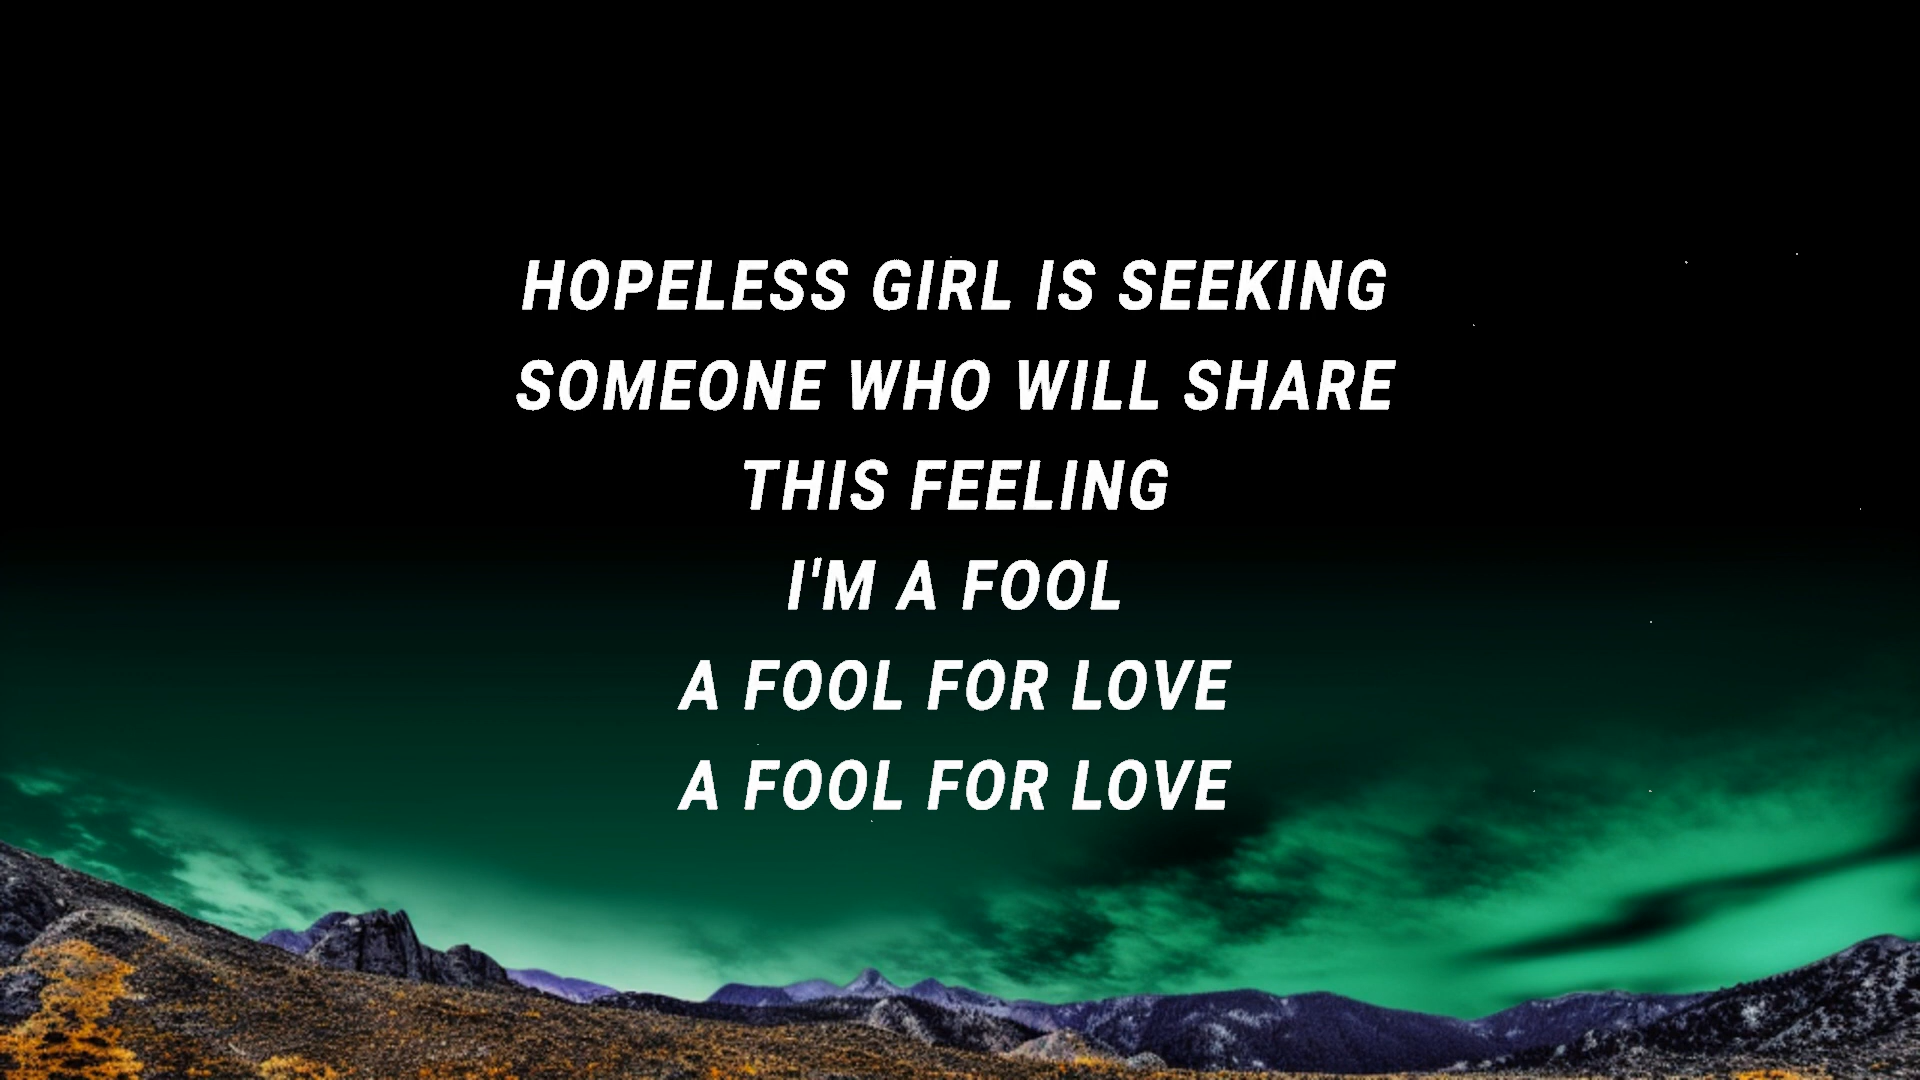 HOPELESS GIRL IS SEEKING
SOMEONE WHO WILL SHARE
THIS FEELING
I'M A FOOL
A FOOL FOR LOVE
A FOOL FOR LOVE